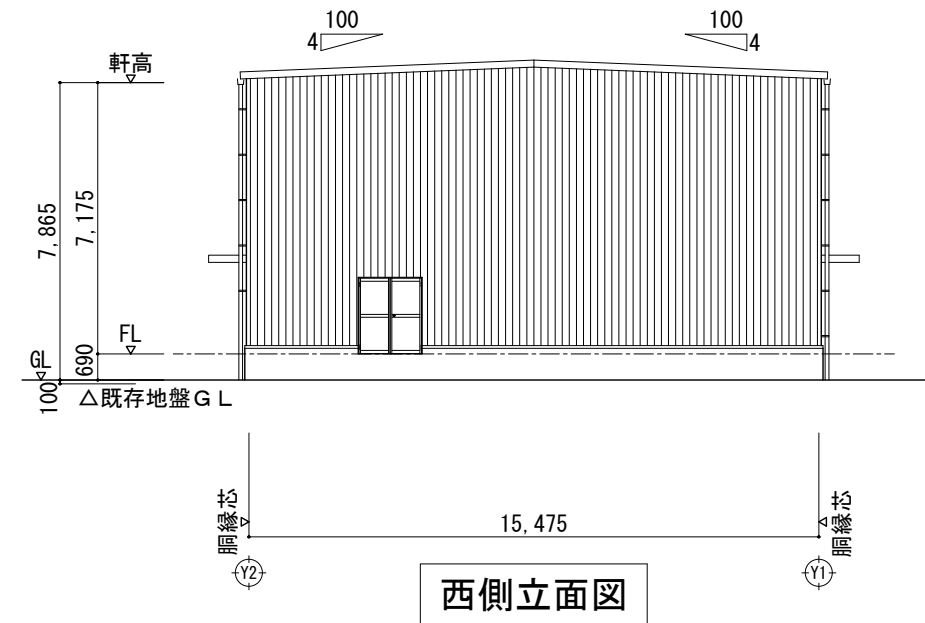 100
4
100
4
軒高
7,865
7,175
FL
690
GL
100
△既存地盤ＧＬ
胴縁芯
15,475
胴縁芯
Y2
Y1
西側立面図